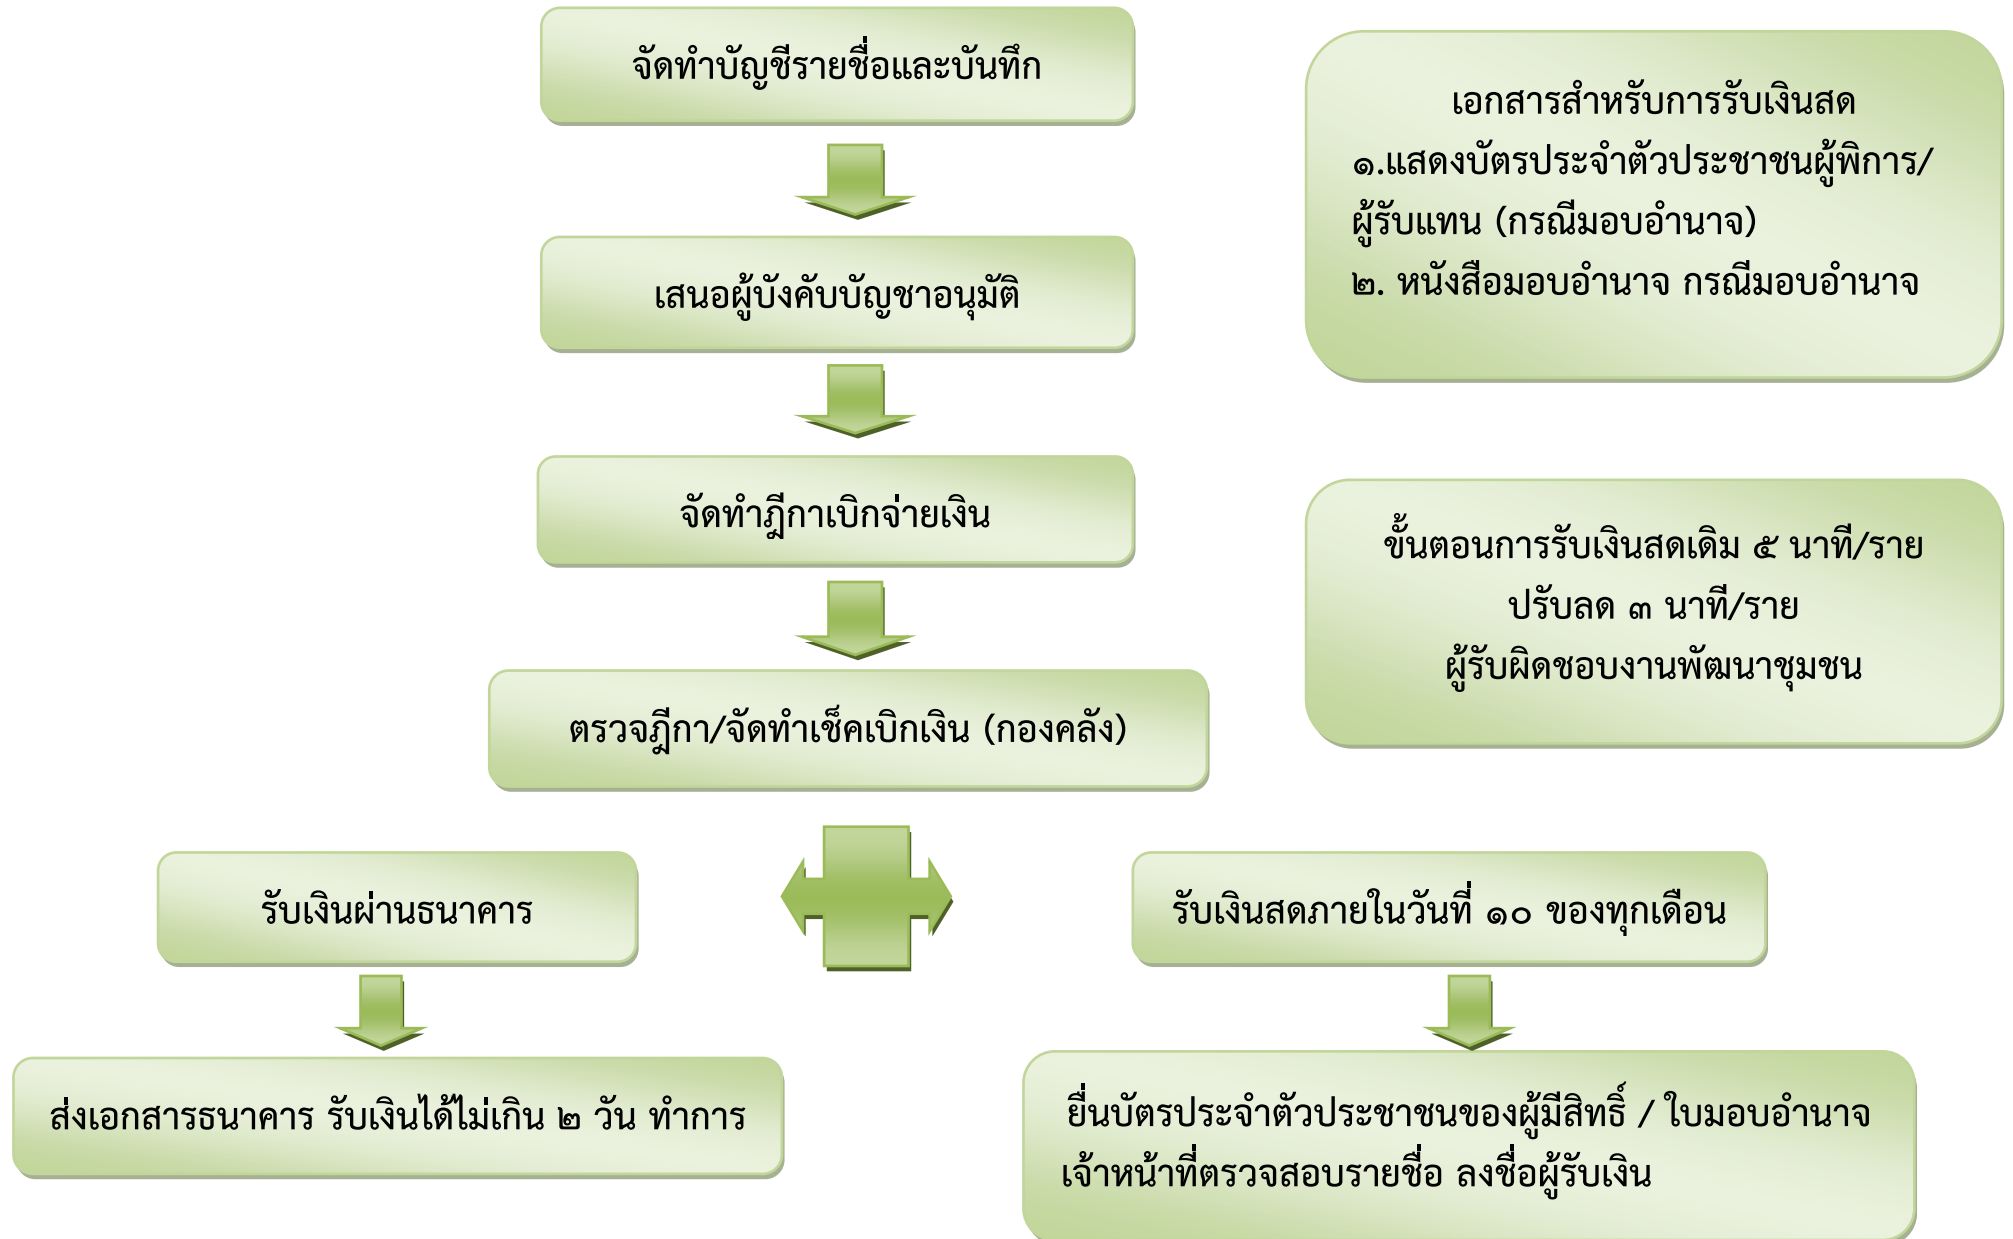 จัดทำบัญชีรายชื่อและบันทึก
เสนอผู้บังคับบัญชาอนุมัติ
จัดทำฎีกาเบิกจ่ายเงิน
ตรวจฎีกา/จัดทำเช็คเบิกเงิน (กองคลัง)
รับเงินผ่านธนาคาร
ส่งเอกสารธนาคาร รับเงินได้ไม่เกิน ๒ วัน ทำการ
รับเงินสดภายในวันที่ ๑๐ ของทุกเดือน
ยื่นบัตรประจำตัวประชาชนของผู้มีสิทธิ์ / ใบมอบอำนาจ
เจ้าหน้าที่ตรวจสอบรายชื่อ ลงชื่อผู้รับเงิน
เอกสารสำหรับการรับเงินสด
๑.แสดงบัตรประจำตัวประชาชนผู้พิการ/
ผู้รับแทน (กรณีมอบอำนาจ)
๒. หนังสือมอบอำนาจ กรณีมอบอำนาจ
ขั้นตอนการรับเงินสดเดิม ๕ นาที/ราย
ปรับลด ๓ นาที/ราย
ผู้รับผิดชอบงานพัฒนาชุมชน